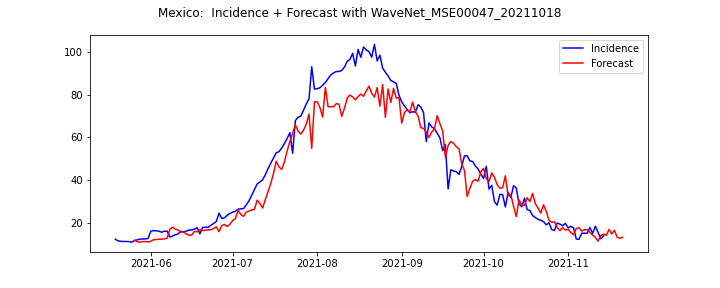 Mexico:  Incidence + Forecast with WaveNet_MSE00047_20211018
Incidence
Forecast
100
80
60
40
20
2021-06 2021-07 2021-08 2021-09 2021-10 2021-11